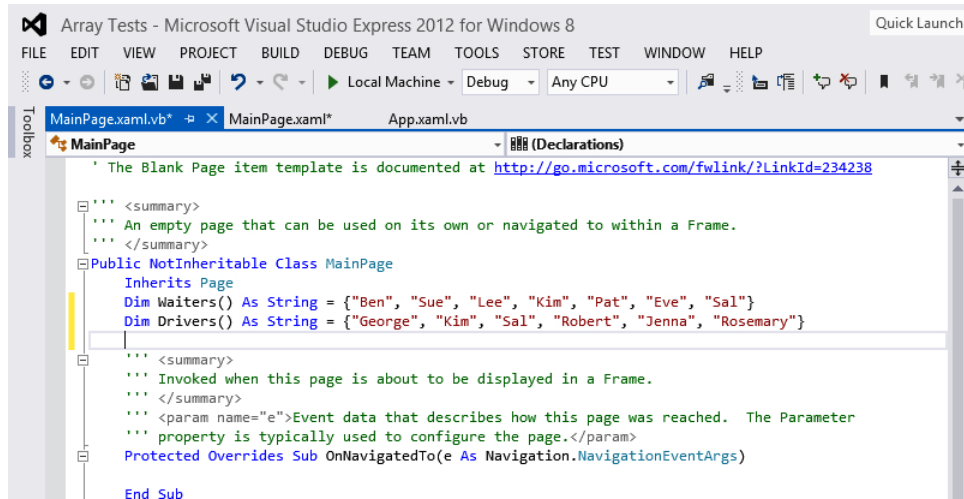 Array Tests - Microsoft Visual Studio Express 2012 for Windows 8
Quick Launch
FILE EDIT VIEW PROJECT BUILD DEBUG TEAM TOOLS STORE TEST WINDOW HELP
Local Machine Debug Any CPU
Toolbox
MainPage.xaml.vb* MainPage.xaml* App.xaml.vb
MainPage (Declarations)
' The Blank Page item template is documented at http://go.microsoft.com/fwlink/?LinkId=234238
''' <summary>
''' An empty page that can be used on its own or navigated to within a Frame.
''' </summary>
Public NotInheritable Class MainPage
Inherits Page
Dim Waiters() As String = {"Ben", "Sue", "Lee", "Kim", "Pat", "Eve", "Sal"}
Dim Drivers() As String = {"George", "Kim", "Sal", "Robert", "Jenna", "Rosemary"}
''' <summary>
''' Invoked when this page is about to be displayed in a Frame.
''' </summary>
''' <param name="e">Event data that describes how this page was reached.  The Parameter
''' property is typically used to configure the page.</param>
Protected Overrides Sub OnNavigatedTo(e As Navigation.NavigationEventArgs)
End Sub